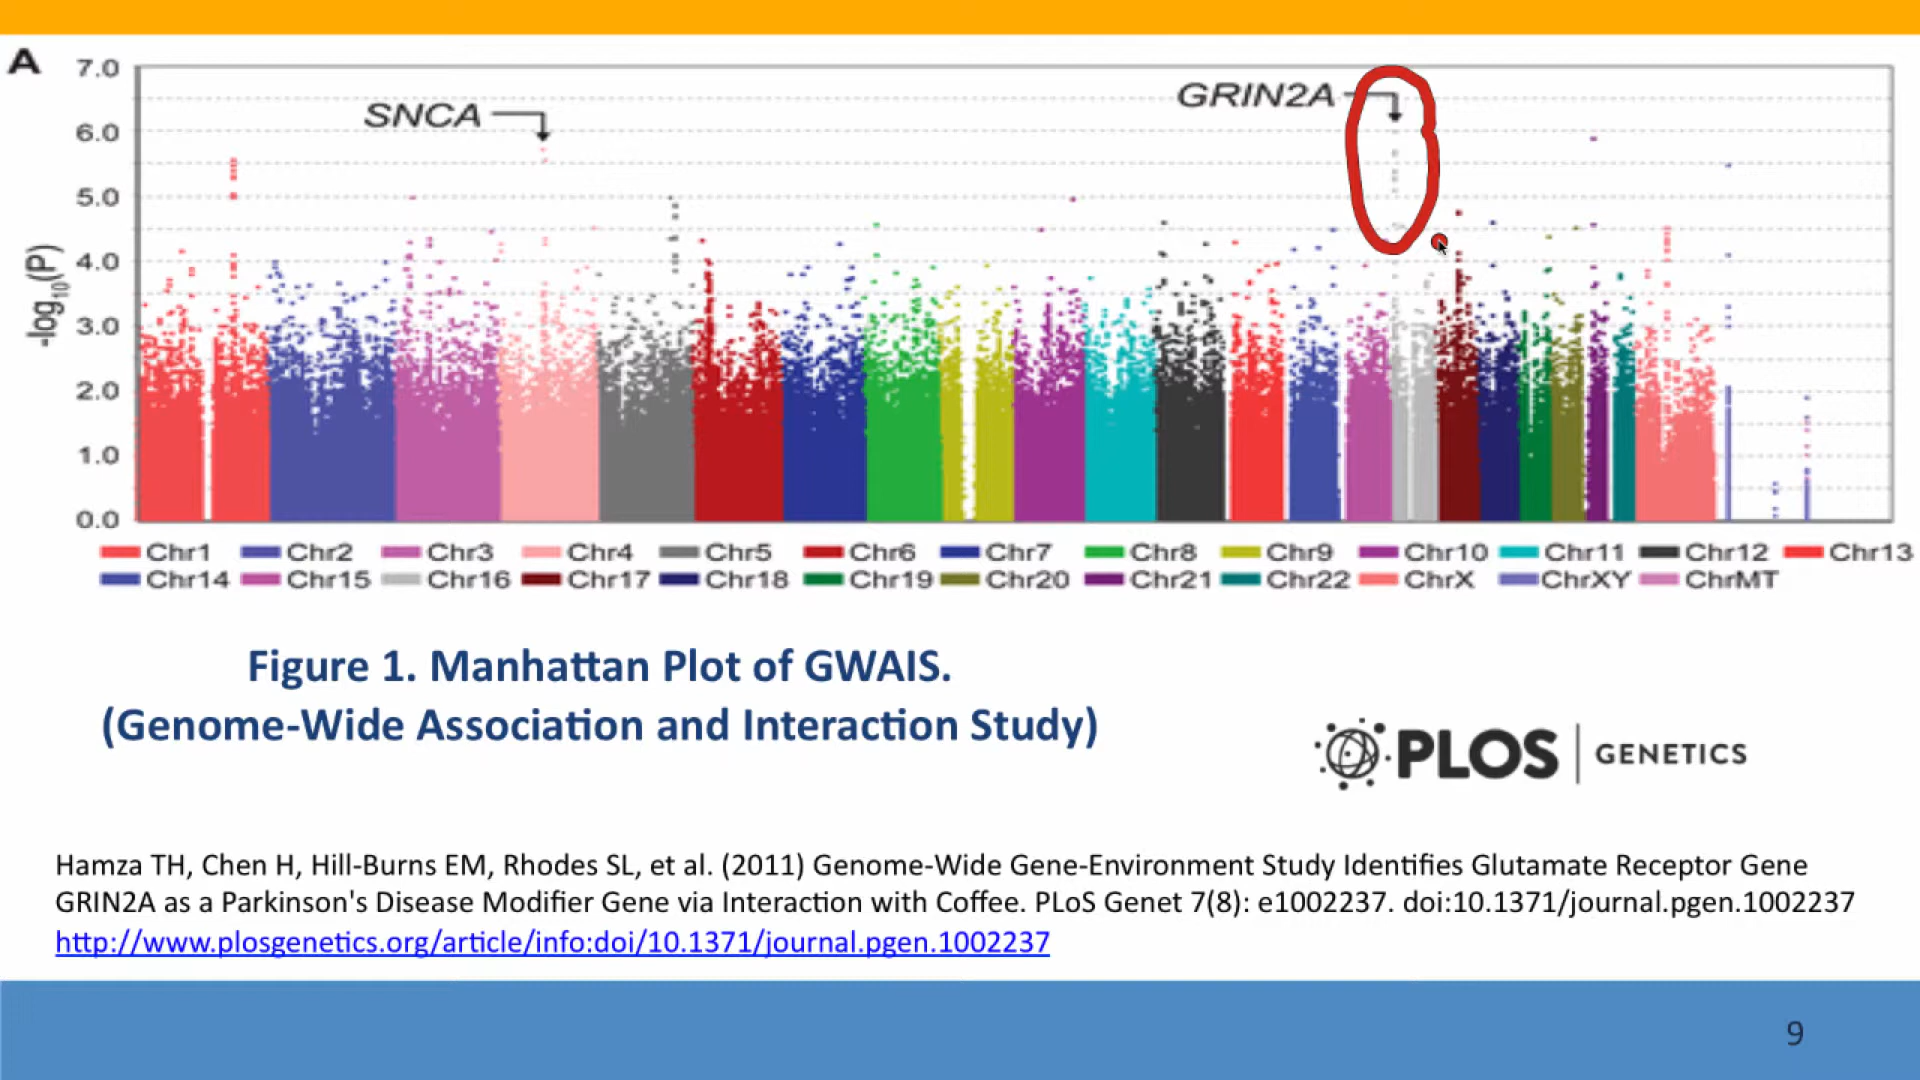 A
7.0
SNCA
GRIN2A
6.0
5.0
4.0
3.0
2.0
1.0
0.0
-log10(P)
Chr1 Chr2 Chr3 Chr4 Chr5 Chr6 Chr7 Chr8 Chr9 Chr10 Chr11 Chr12 Chr13
Chr14 Chr15 Chr16 Chr17 Chr18 Chr19 Chr20 Chr21 Chr22 ChrX ChrXY ChrMT
Figure 1. Manhattan Plot of GWAIS.
(Genome-Wide Association and Interaction Study)
PLOS | GENETICS
Hamza TH, Chen H, Hill-Burns EM, Rhodes SL, et al. (2011) Genome-Wide Gene-Environment Study Identifies Glutamate Receptor Gene
GRIN2A as a Parkinson's Disease Modifier Gene via Interaction with Coffee. PLoS Genet 7(8): e1002237. doi:10.1371/journal.pgen.1002237
http://www.plosgenetics.org/article/info:doi/10.1371/journal.pgen.1002237
9